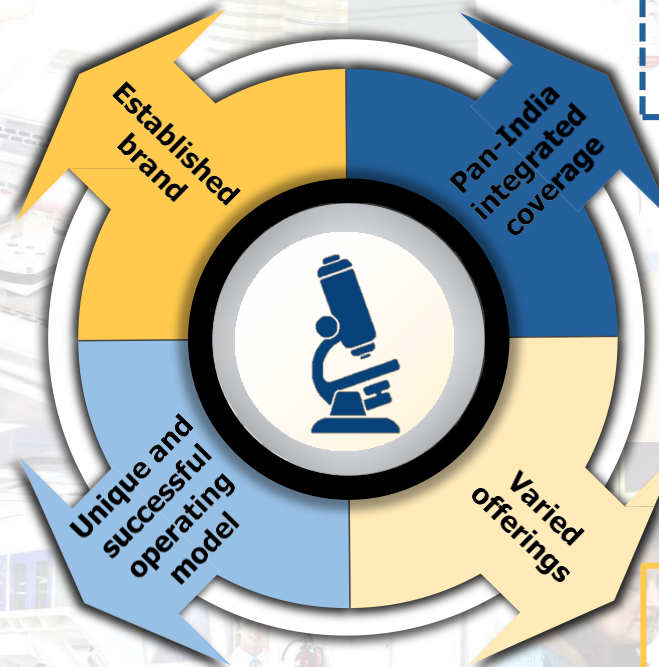 Established
brand
Pan-India
integrated
coverage
Unique and
successful
operating
model
Varied
offerings